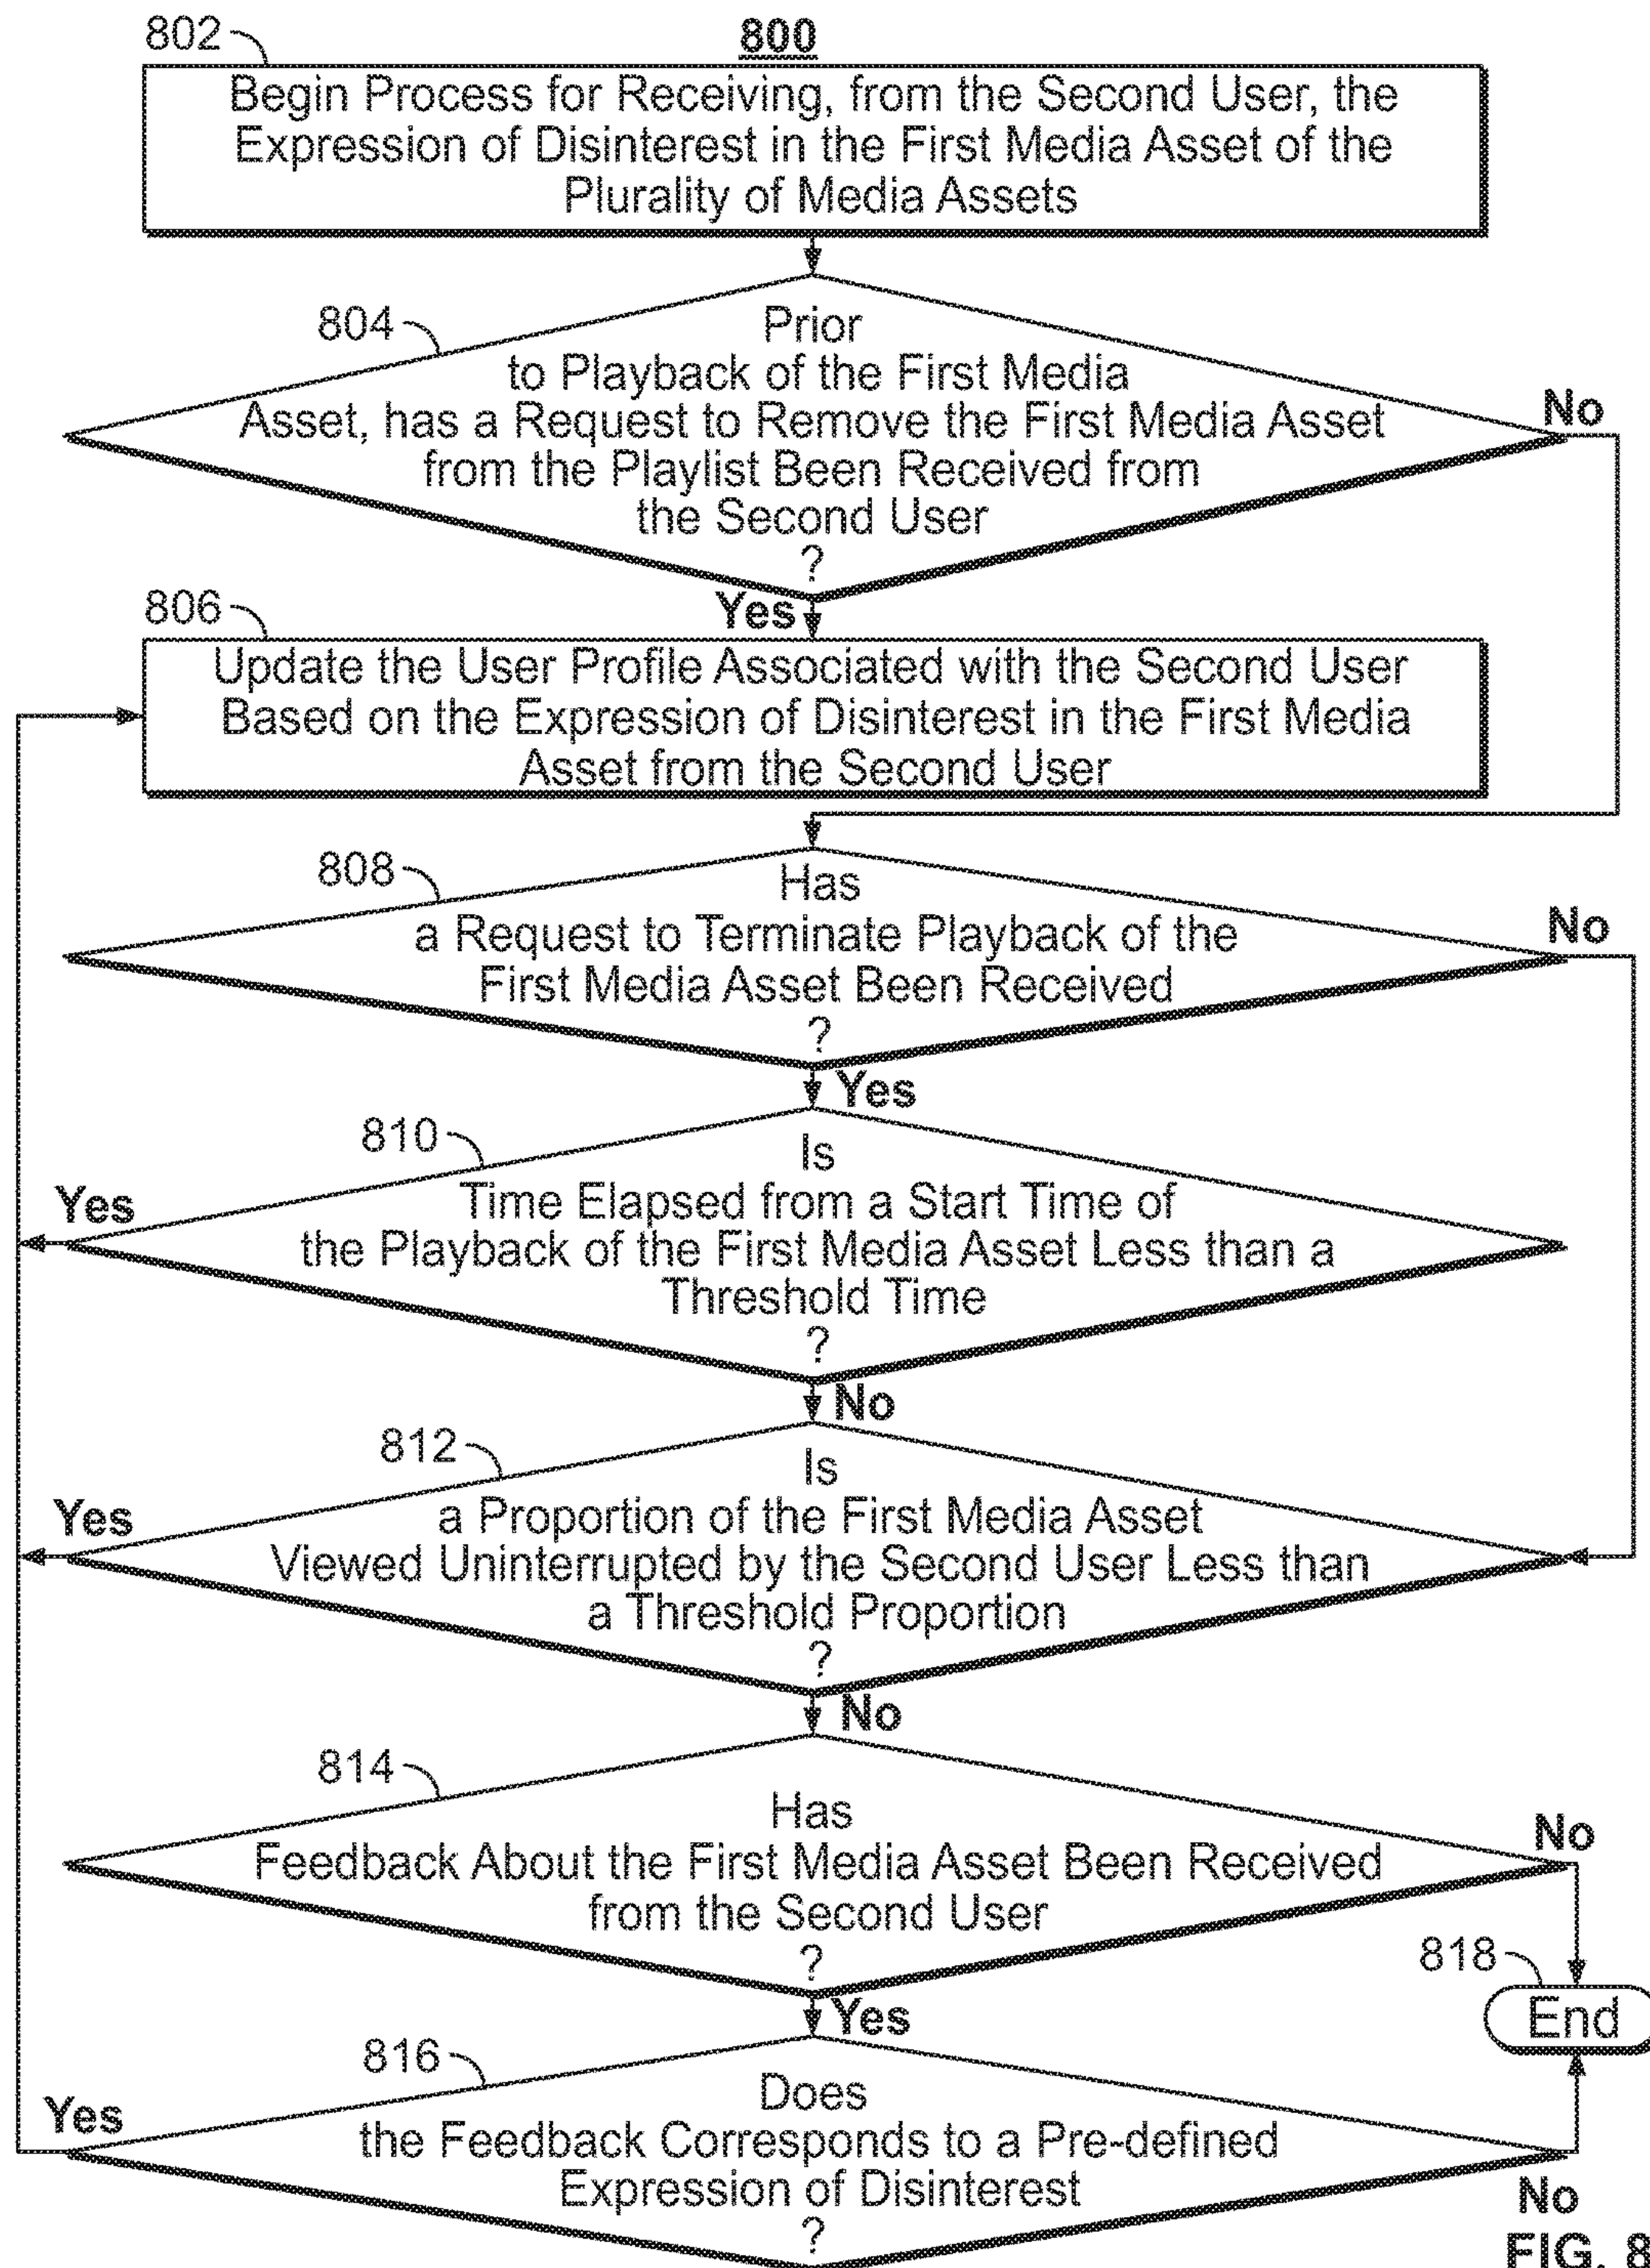 800
802
Begin Process for Receiving, from the Second User, the
Expression of Disinterest in the First Media Asset of the
Plurality of Media Assets
804
Prior
to Playback of the First Media
Asset, has a Request to Remove the First Media Asset
from the Playlist Been Received from
the Second User
?
No
Yes
806
Update the User Profile Associated with the Second User
Based on the Expression of Disinterest in the First Media
Asset from the Second User
808
Has
a Request to Terminate Playback of the
First Media Asset Been Received
?
No
Yes
810
Is
Time Elapsed from a Start Time of
the Playback of the First Media Asset Less than a
Threshold Time
?
Yes
No
812
Is
a Proportion of the First Media Asset
Viewed Uninterrupted by the Second User Less than
a Threshold Proportion
?
Yes
No
814
Has
Feedback About the First Media Asset Been Received
from the Second User
?
No
Yes
818
End
816
Does
the Feedback Corresponds to a Pre-defined
Expression of Disinterest
?
Yes
No
FIG. 8